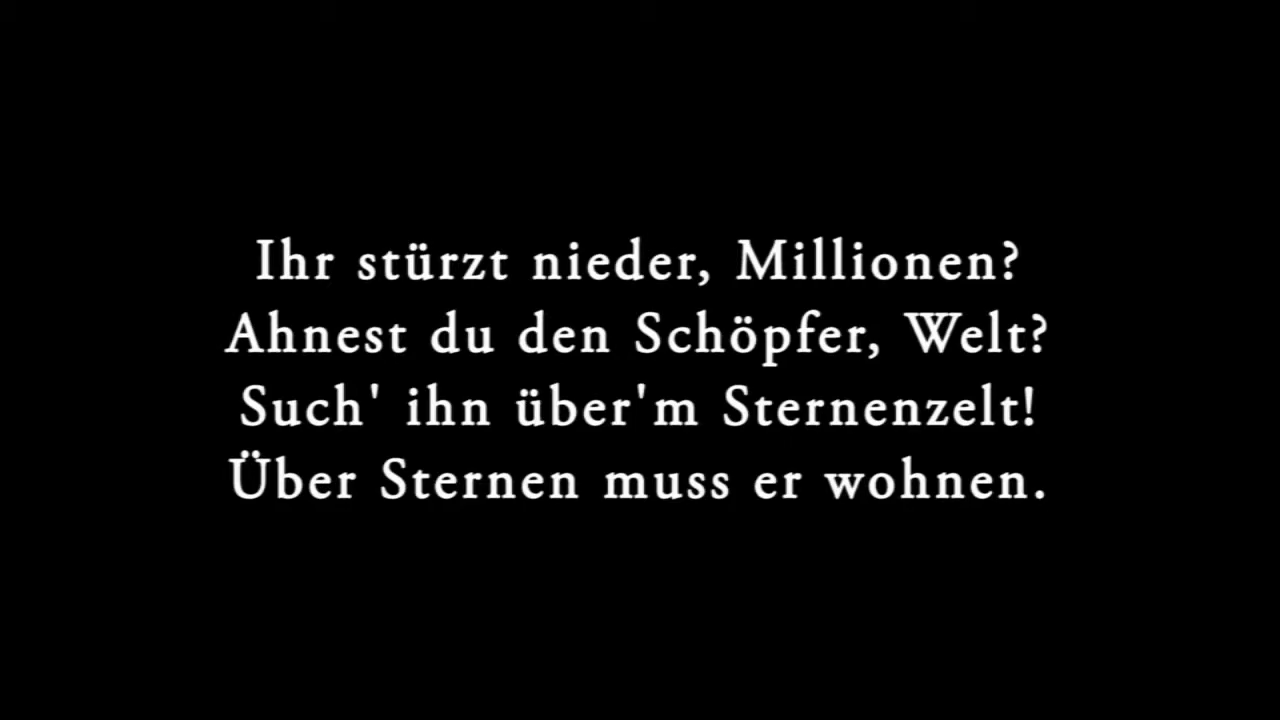 Ihr stürzt nieder, Millionen?
Ahnest du den Schöpfer, Welt?
Such' ihn über'm Sternenzelt!
Über Sternen muss er wohnen.